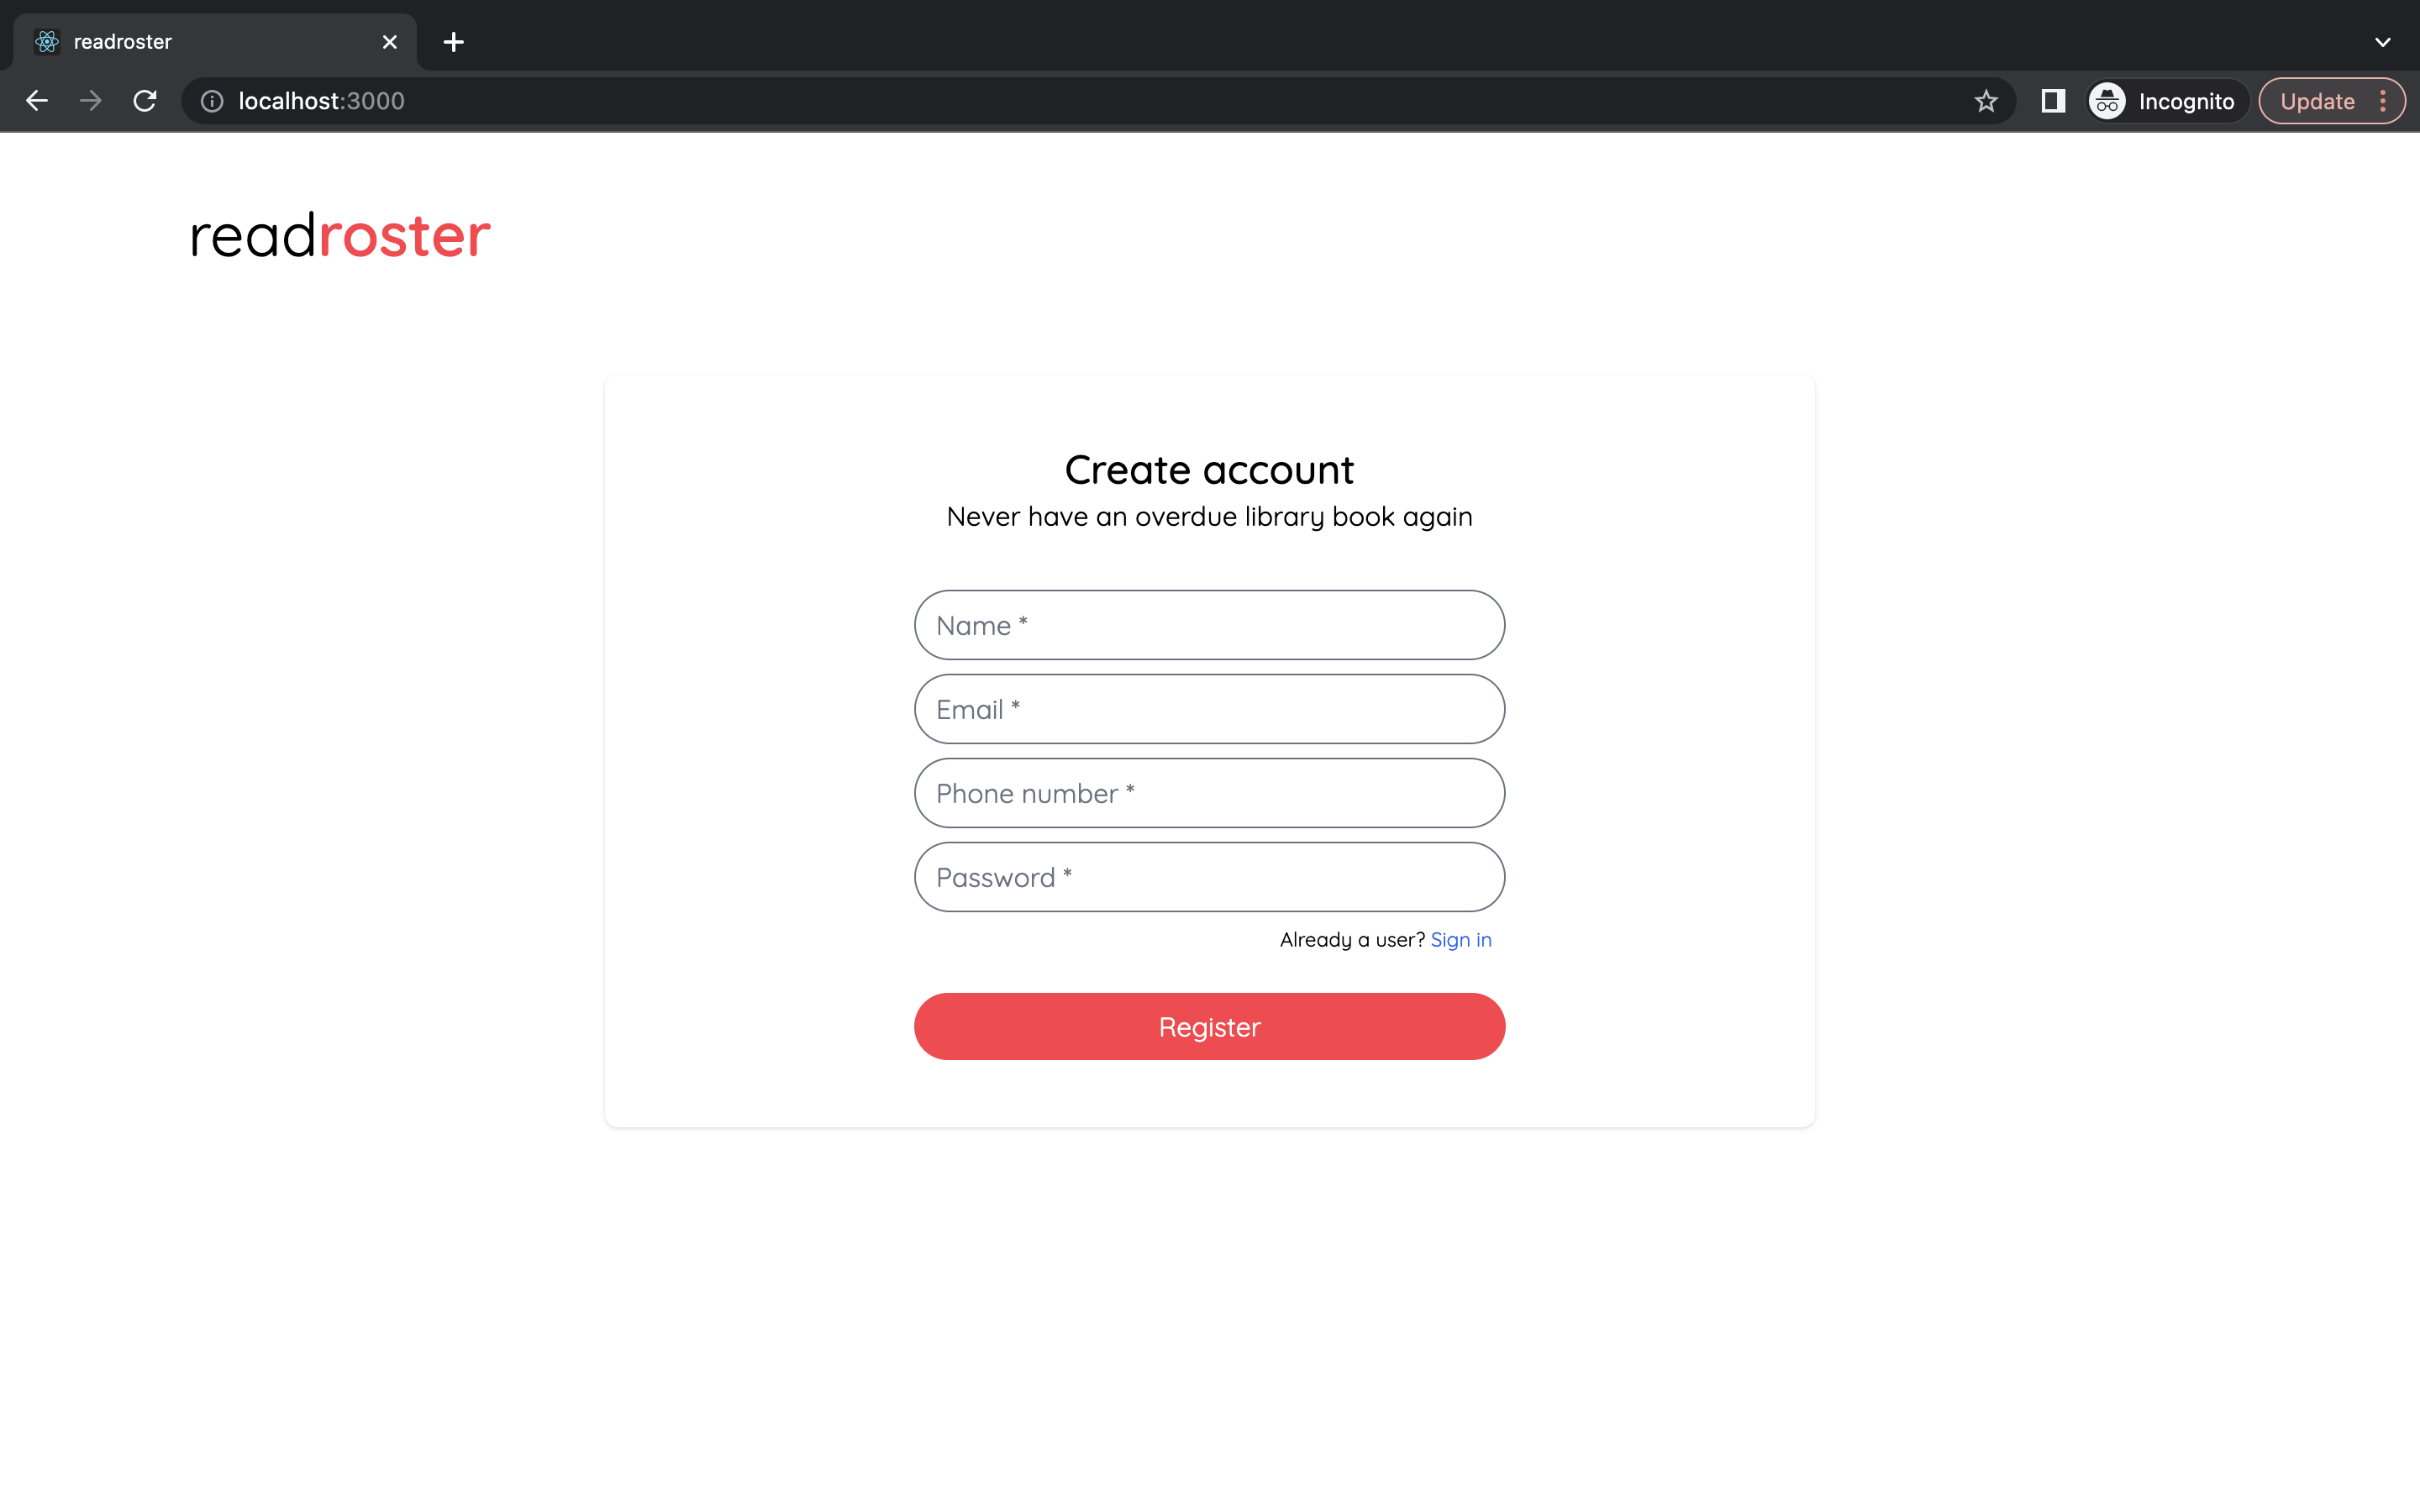 readroster
localhost:3000
Incognito
Update
readroster
Create account
Never have an overdue library book again
Name *
Email *
Phone number *
Password *
Already a user? Sign in
Register